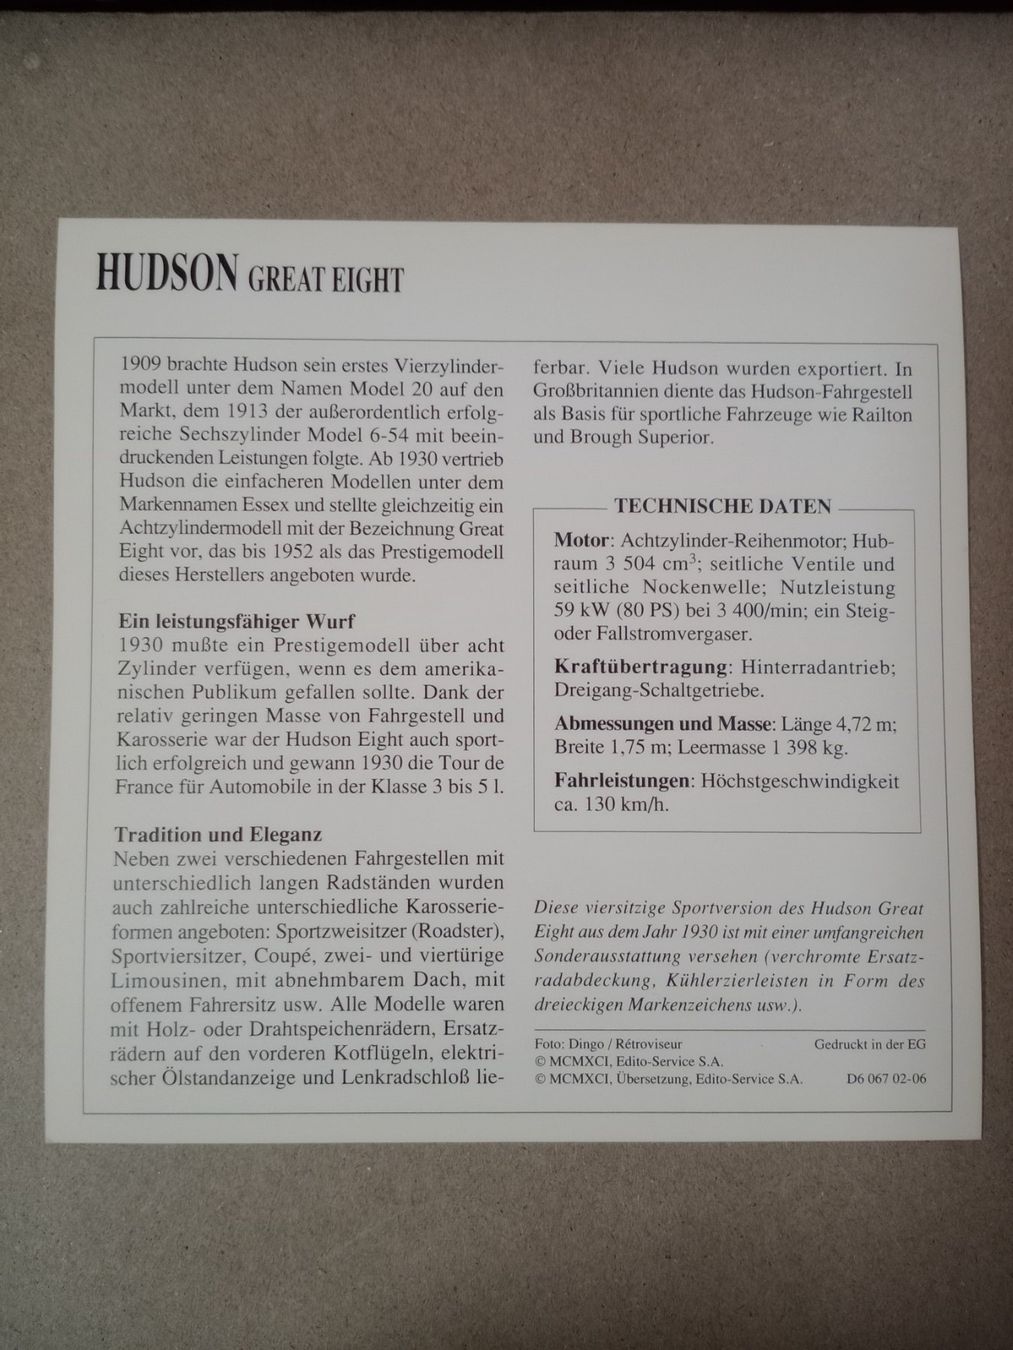 HUDSON GREAT EIGHT
1909 brachte Hudson sein erstes Vierzylinder-
modell unter dem Namen Model 20 auf den
Markt, dem 1913 der außerordentlich erfolg-
reiche Sechszylinder Model 6-54 mit beein-
druckenden Leistungen folgte. Ab 1930 vertrieb
Hudson die einfacheren Modellen unter dem
Markennamen Essex und stellte gleichzeitig ein
Achtzylindermodell mit der Bezeichnung Great
Eight vor, das bis 1952 als das Prestigemodell
dieses Herstellers angeboten wurde.
Ein leistungsfähiger Wurf
1930 mußte ein Prestigemodell über acht
Zylinder verfügen, wenn es dem amerika-
nischen Publikum gefallen sollte. Dank der
relativ geringen Masse von Fahrgestell und
Karosserie war der Hudson Eight auch sport-
lich erfolgreich und gewann 1930 die Tour de
France für Automobile in der Klasse 3 bis 5 l.
Tradition und Eleganz
Neben zwei verschiedenen Fahrgestellen mit
unterschiedlich langen Radständen wurden
auch zahlreiche unterschiedliche Karosserie-
formen angeboten: Sportzweisitzer (Roadster),
Sportviersitzer, Coupé, zwei- und viertürige
Limousinen, mit abnehmbarem Dach, mit
offenem Fahrersitz usw. Alle Modelle waren
mit Holz- oder Drahtspeichenrädern, Ersatz-
rädern auf den vorderen Kotflügeln, elektri-
scher Ölstandanzeige und Lenkradschloß lie-
ferbar. Viele Hudson wurden exportiert. In
Großbritannien diente das Hudson-Fahrgestell
als Basis für sportliche Fahrzeuge wie Railton
und Brough Superior.
TECHNISCHE DATEN
Motor: Achtzylinder-Reihenmotor; Hub-
raum 3 504 cm³; seitliche Ventile und
seitliche Nockenwelle; Nutzleistung
59 kW (80 PS) bei 3 400/min; ein Steig-
oder Fallstromvergaser.
Kraftübertragung: Hinterradantrieb;
Dreigang-Schaltgetriebe.
Abmessungen und Masse: Länge 4,72 m;
Breite 1,75 m; Leermasse 1 398 kg.
Fahrleistungen: Höchstgeschwindigkeit
ca. 130 km/h.
Diese viersitzige Sportversion des Hudson Great
Eight aus dem Jahr 1930 ist mit einer umfangreichen
Sonderausstattung versehen (verchromte Ersatz-
radabdeckung, Kühlerzierleisten in Form des
dreieckigen Markenzeichens usw.).
Foto: Dingo / Rétroviseur Gedruckt in der EG
© MCMXCI, Edito-Service S.A.
© MCMXCI, Übersetzung, Edito-Service S.A. D6 067 02-06